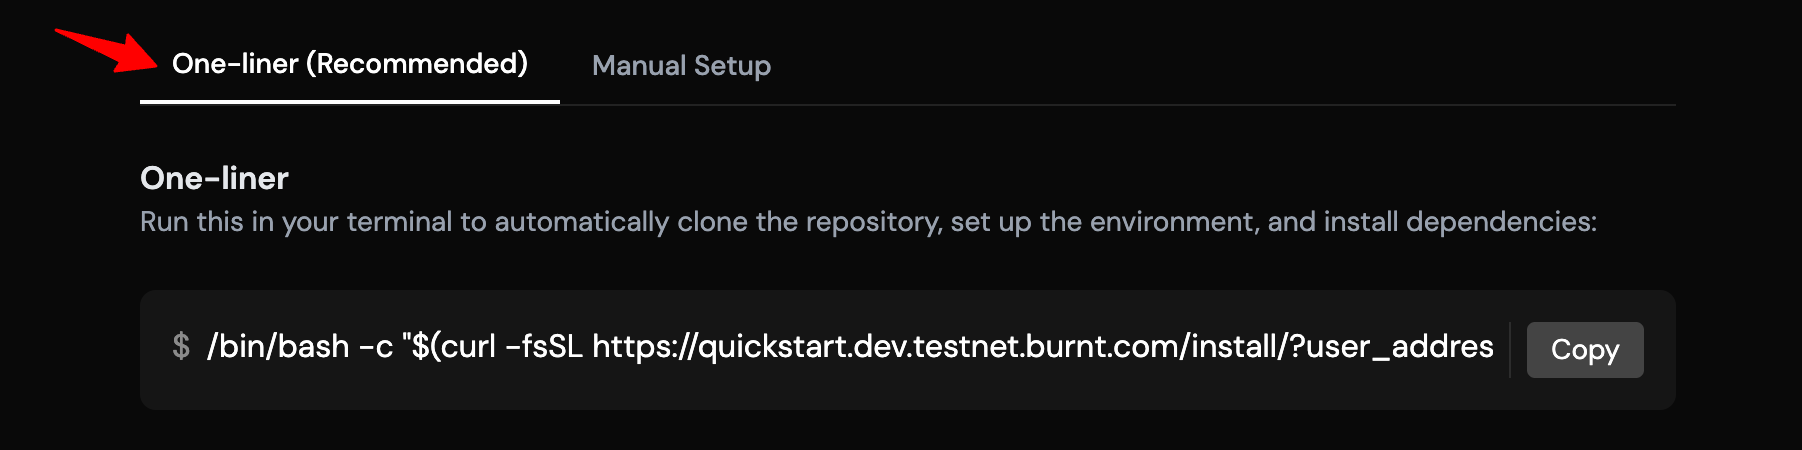 One-liner (Recommended)
Manual Setup
One-liner
Run this in your terminal to automatically clone the repository, set up the environment, and install dependencies:
$ /bin/bash -c "$(curl -fsSL https://quickstart.dev.testnet.burnt.com/install/?user_addres
Copy